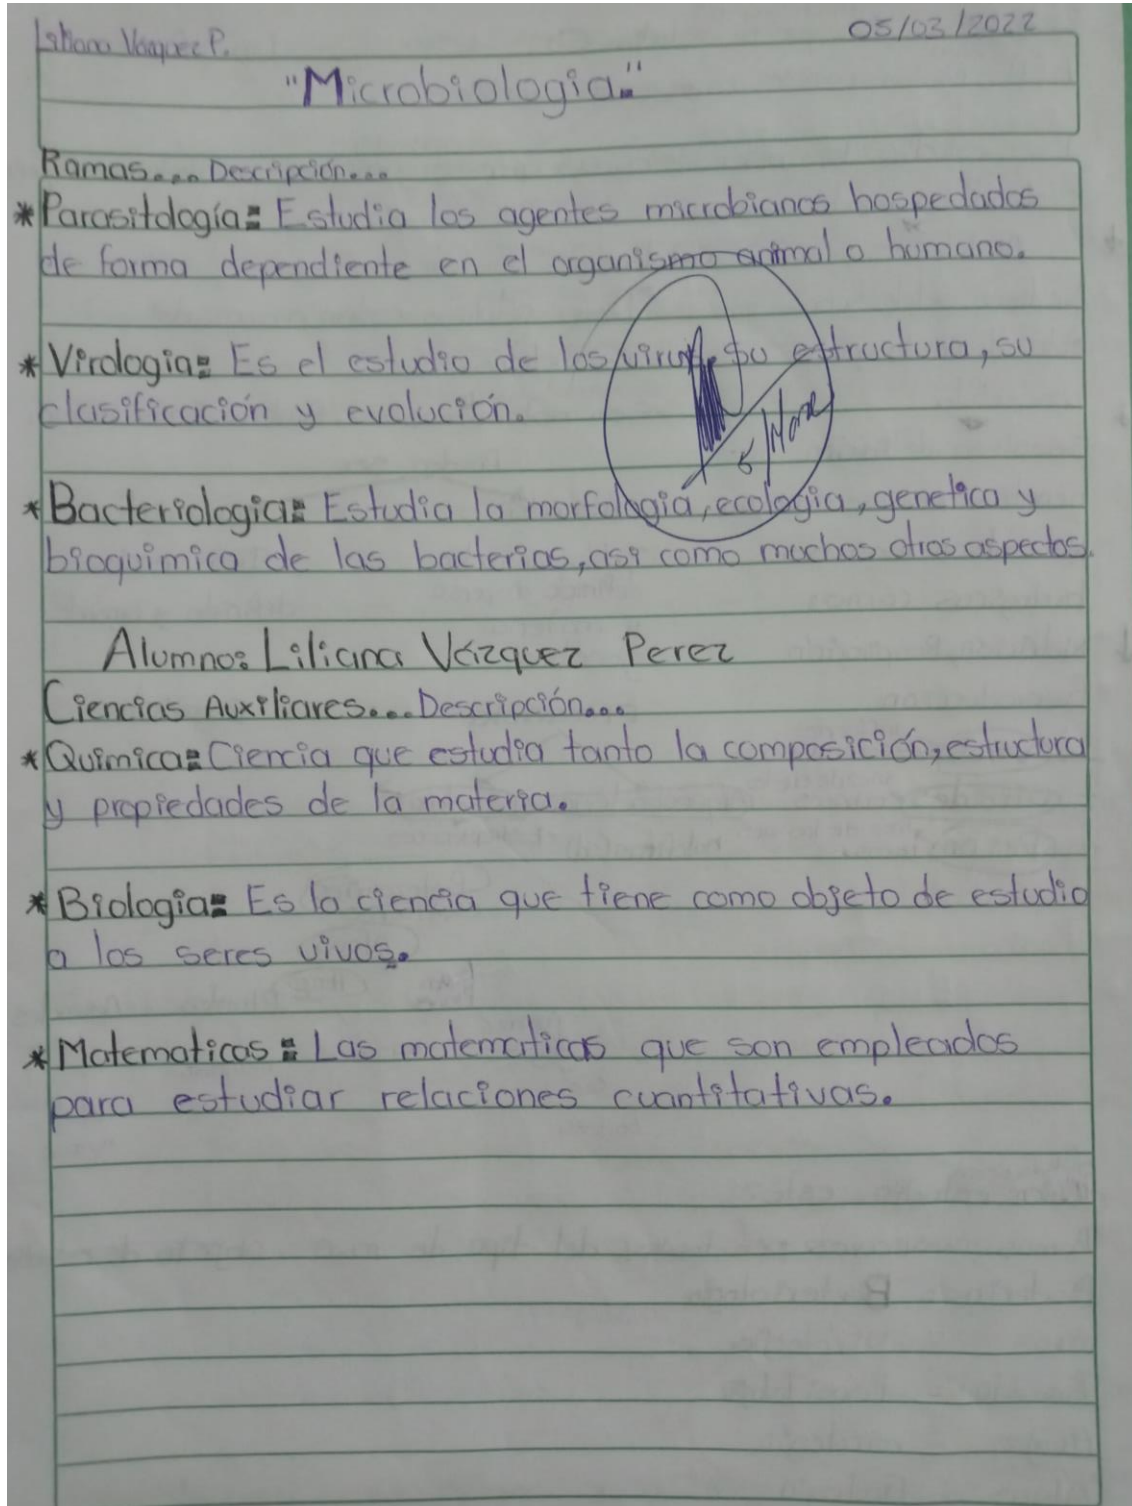 Liliana Vázquez P.
05/03/2022
"Microbiologia."
Ramas... Descripción...
*Parasitología: Estudia los agentes microbianos hospedados
de forma dependiente en el organismo animal o humano.
*Virologia: Es el estudio de los virus, su estructura, su
clasificación y evolución.
*Bacteriologia: Estudia la morfologia, ecologia, genetica y
bioquimica de las bacterias, asi como muchos otros aspectos.
Alumno: Liliana Vázquez Perez
Ciencias Auxiliares... Descripción...
*Quimica: Ciencia que estudia tanto la composición, estructura
y propiedades de la materia.
*Biologia: Es la ciencia que tiene como objeto de estudio
a los seres vivos.
*Matematicas: Las matematicas que son empleados
para estudiar relaciones cuantitativas.